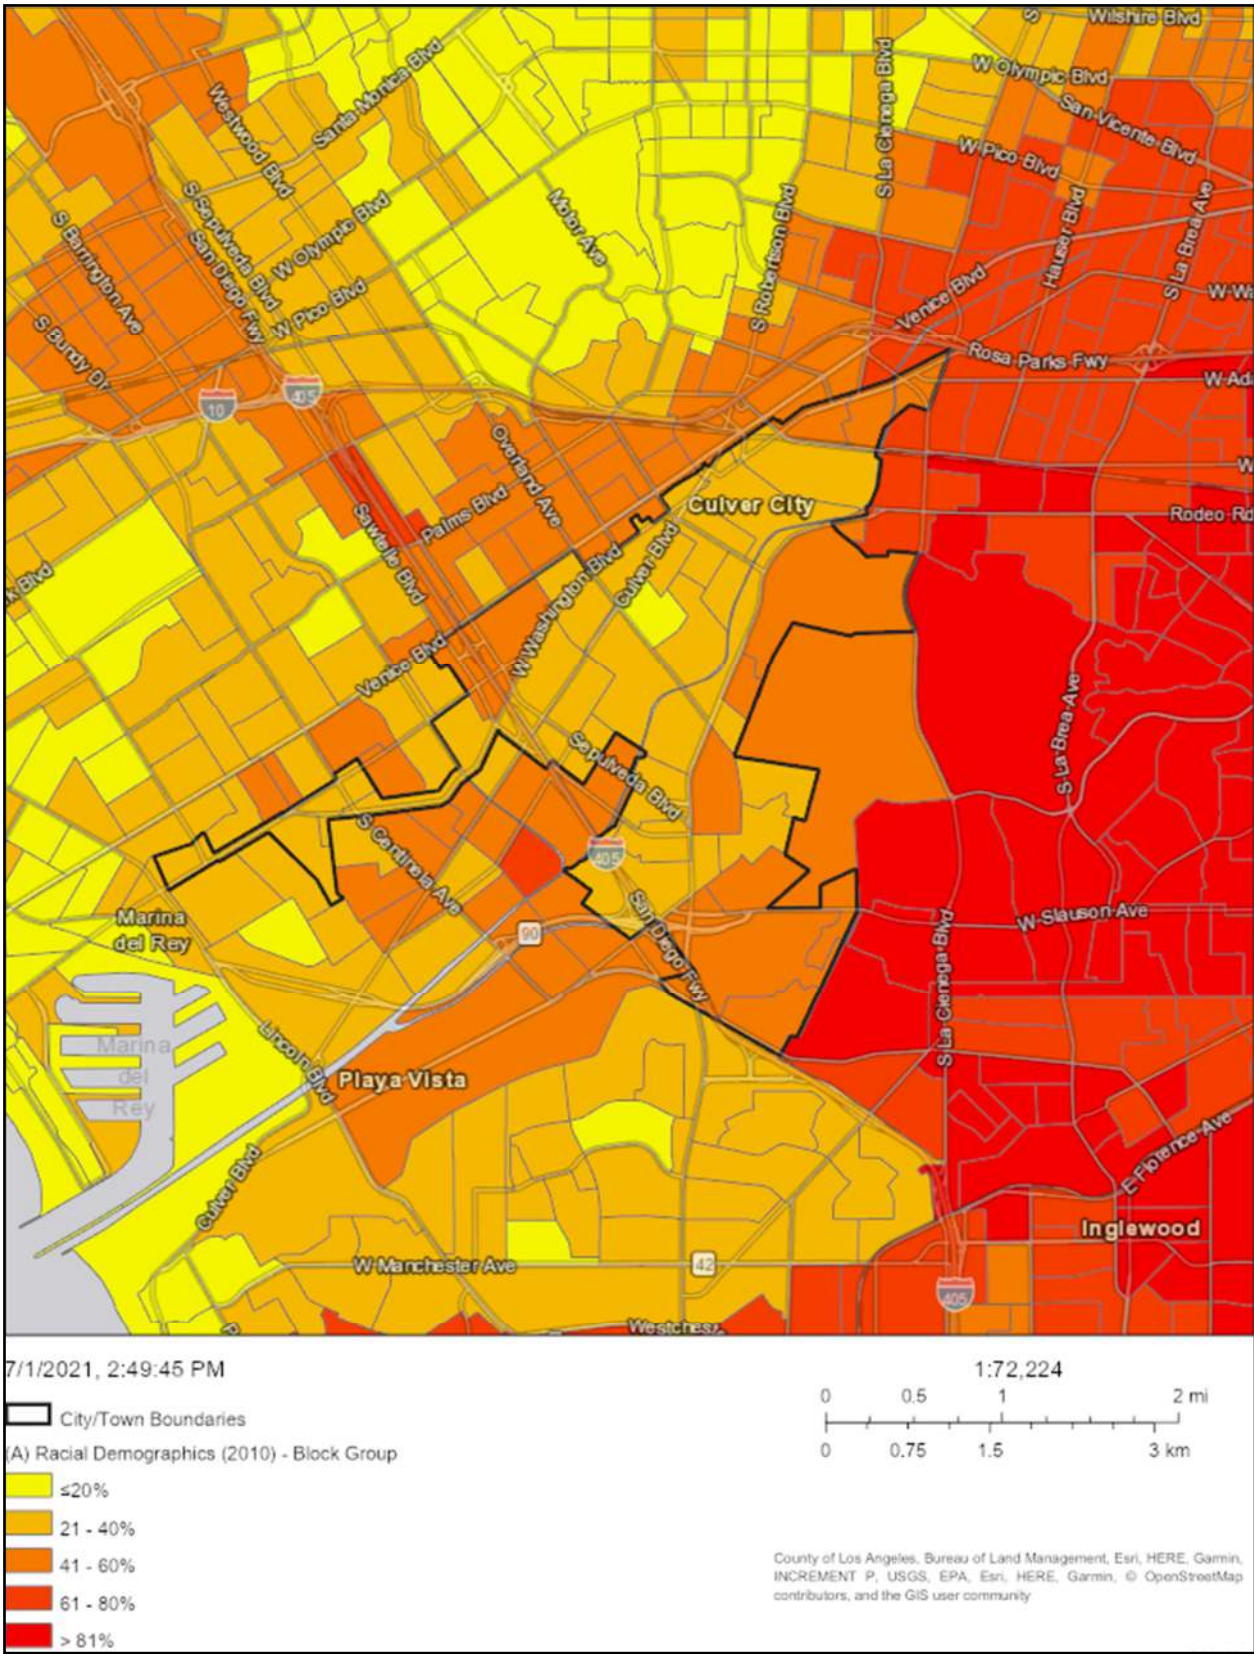 Wilshire Blvd
S
W Olympic Blvd
San Vicente Blvd
S La Cienega Blvd
W Pico Blvd
Santa Monica Blvd
Westwood Blvd
Motor Ave
S Robertson Blvd
Hauser Blvd
S La Brea Ave
S Barrington Ave
S Sepulveda Blvd
San Diego Fwy
W Olympic Blvd
W Pico Blvd
S Bundy Dr
Venice Blvd
Rosa Parks Fwy
W Ad
10
405
Overland Ave
Palms Blvd
Sawtelle Blvd
Culver City
W
Rodeo Rd
k Blvd
W Washington Blvd
Culver Blvd
Venice Blvd
S La Brea Ave
Sepulveda Blvd
S Centinela Ave
405
San Diego Fwy
90
Marina
del Rey
W Slauson Ave
S La Cienega Blvd
Marina
del
Rey
Lincoln Blvd
Playa Vista
Culver Blvd
E Florence Ave
Inglewood
W Manchester Ave
42
405
7/1/2021, 2:49:45 PM
City/Town Boundaries
(A) Racial Demographics (2010) - Block Group
≤20%
21 - 40%
41 - 60%
61 - 80%
> 81%
1:72,224
0 0.5 1 2 mi
0 0.75 1.5 3 km
County of Los Angeles, Bureau of Land Management, Esri, HERE, Garmin,
INCREMENT P, USGS, EPA, Esri, HERE, Garmin, © OpenStreetMap
contributors, and the GIS user community